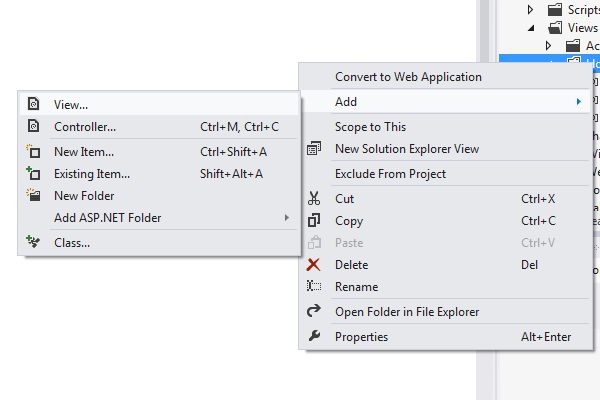 Scripts
Views
Ac
Convert to Web Application
Add
Scope to This
New Solution Explorer View
Exclude From Project
Cut Ctrl+X
Copy Ctrl+C
Paste Ctrl+V
Delete Del
Rename
Open Folder in File Explorer
Properties Alt+Enter
View...
Controller... Ctrl+M, Ctrl+C
New Item... Ctrl+Shift+A
Existing Item... Shift+Alt+A
New Folder
Add ASP.NET Folder
Class...